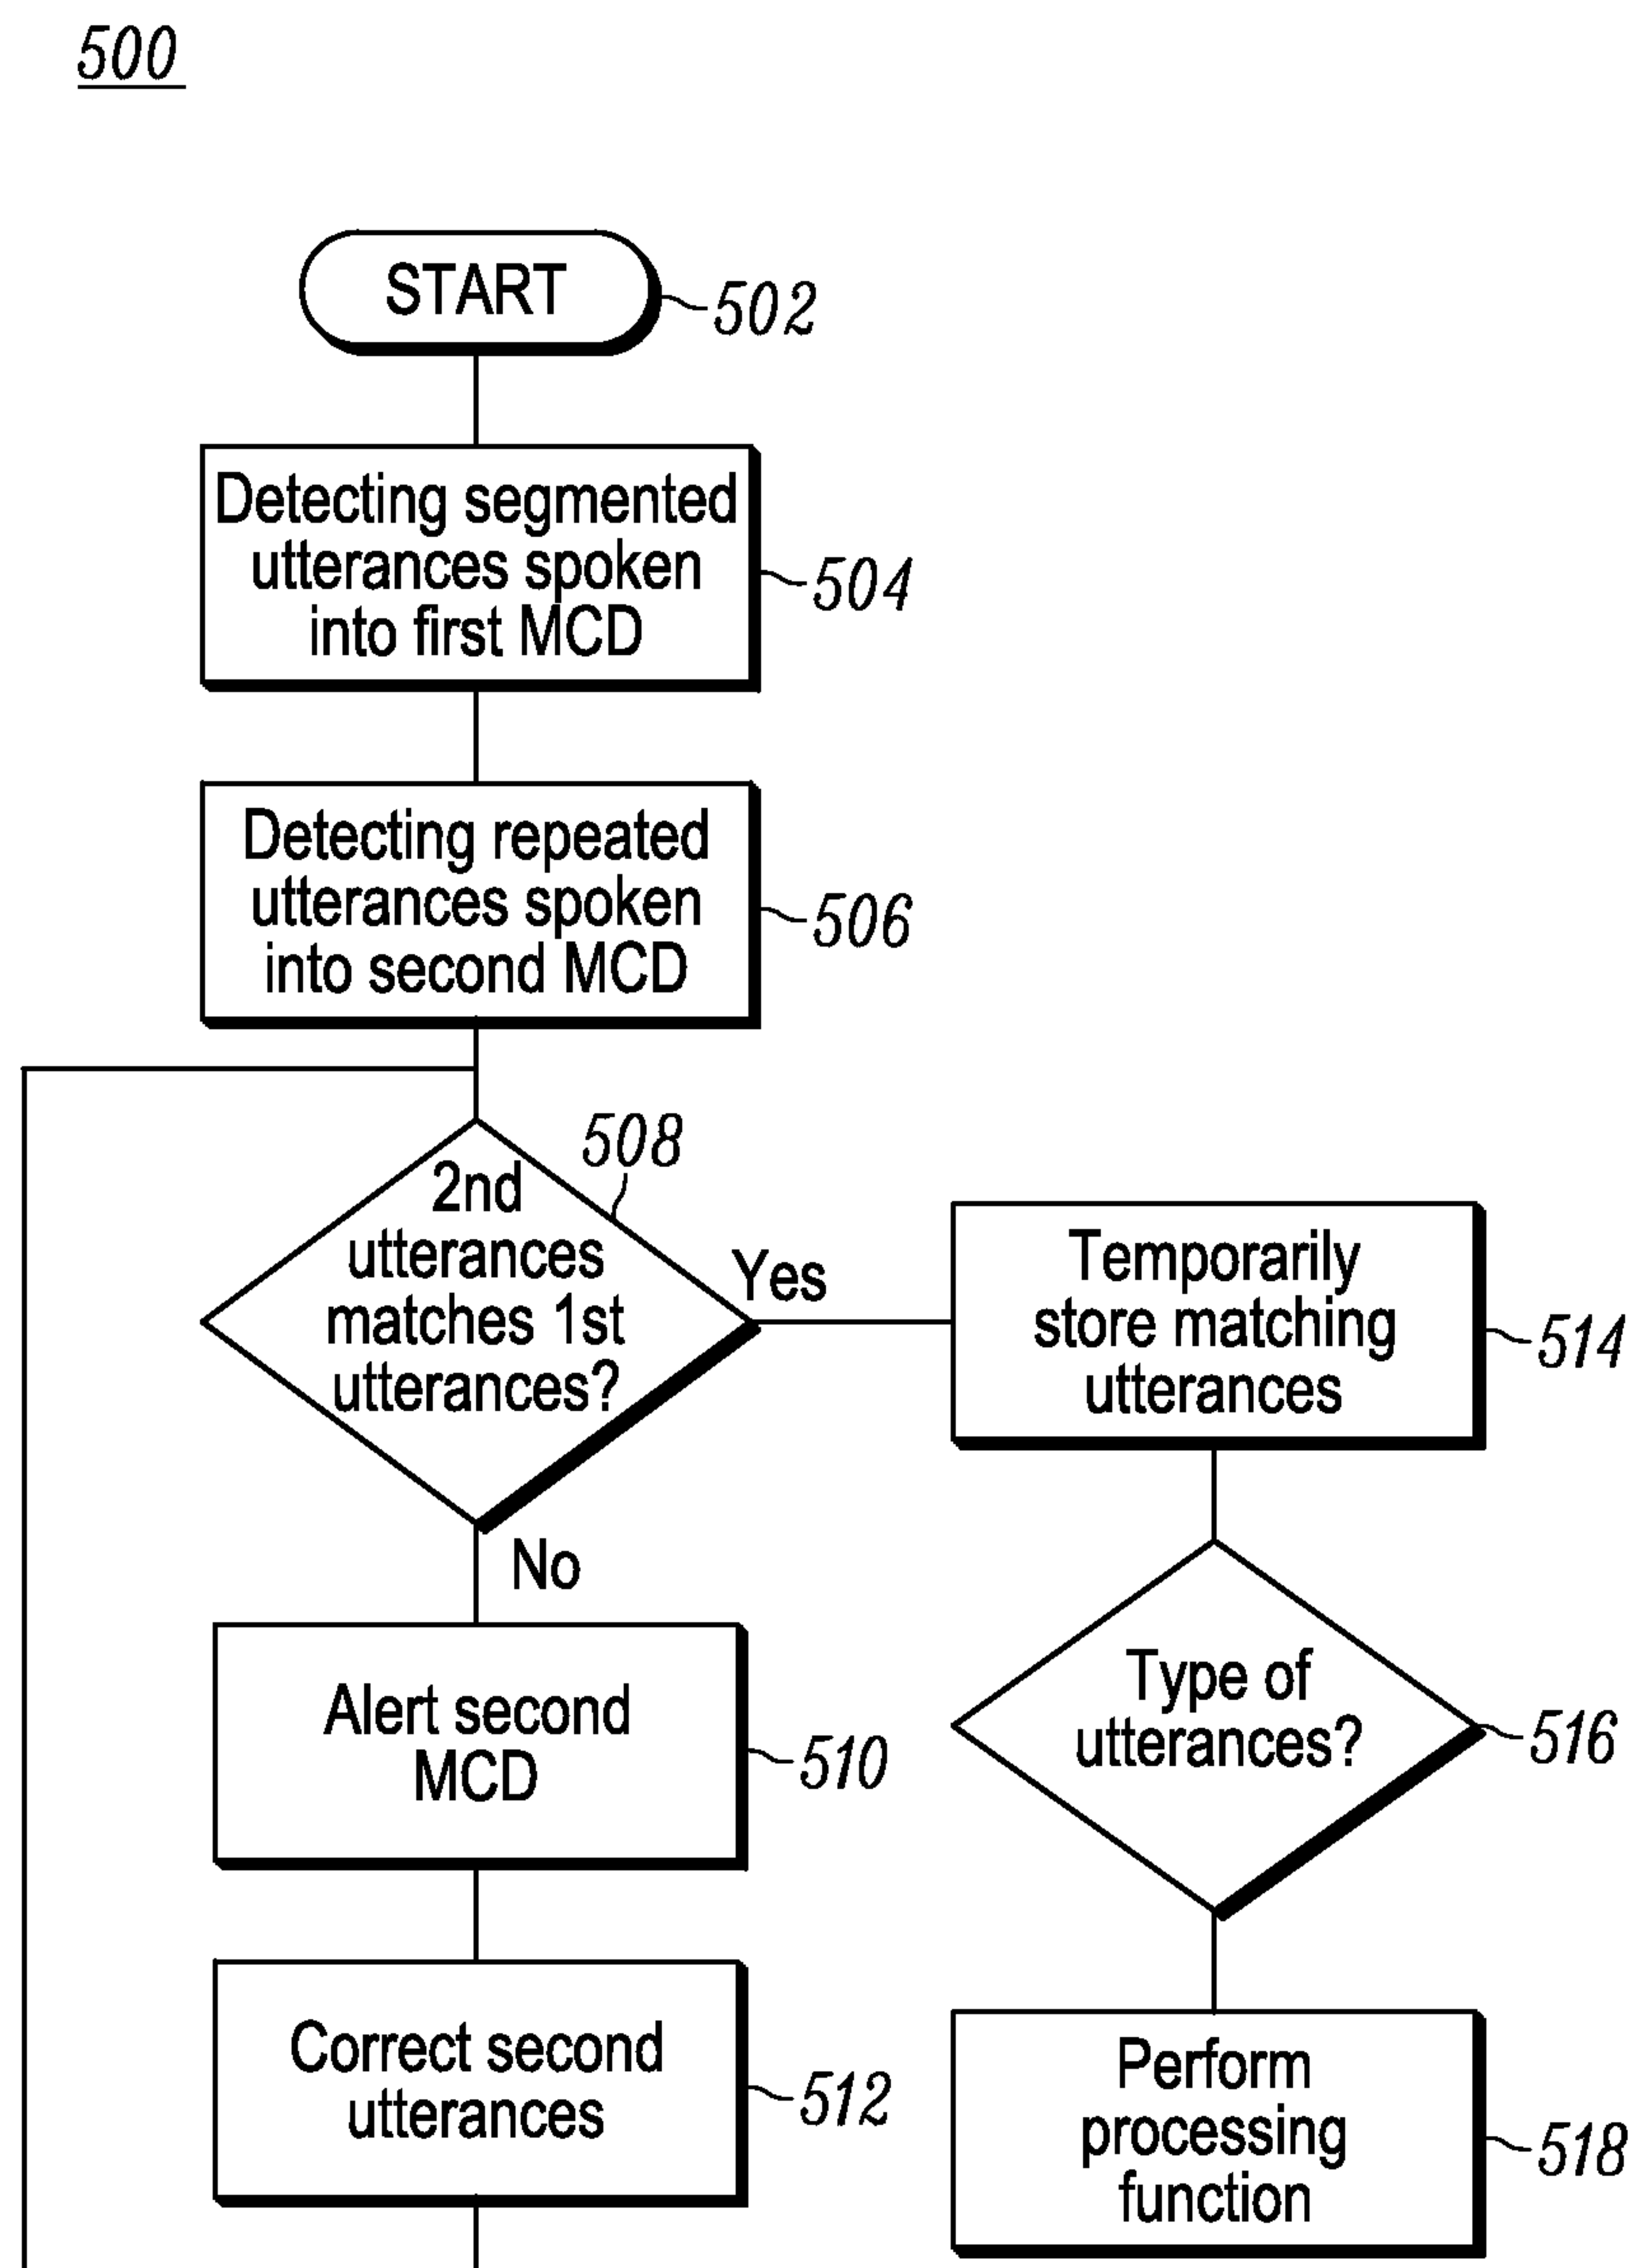 500
START
502
Detecting segmented
utterances spoken
into first MCD
504
Detecting repeated
utterances spoken
into second MCD
506
508
2nd
utterances
matches 1st
utterances?
Yes
No
Temporarily
store matching
utterances
514
Alert second
MCD
510
Type of
utterances?
516
Correct second
utterances
512
Perform
processing
function
518